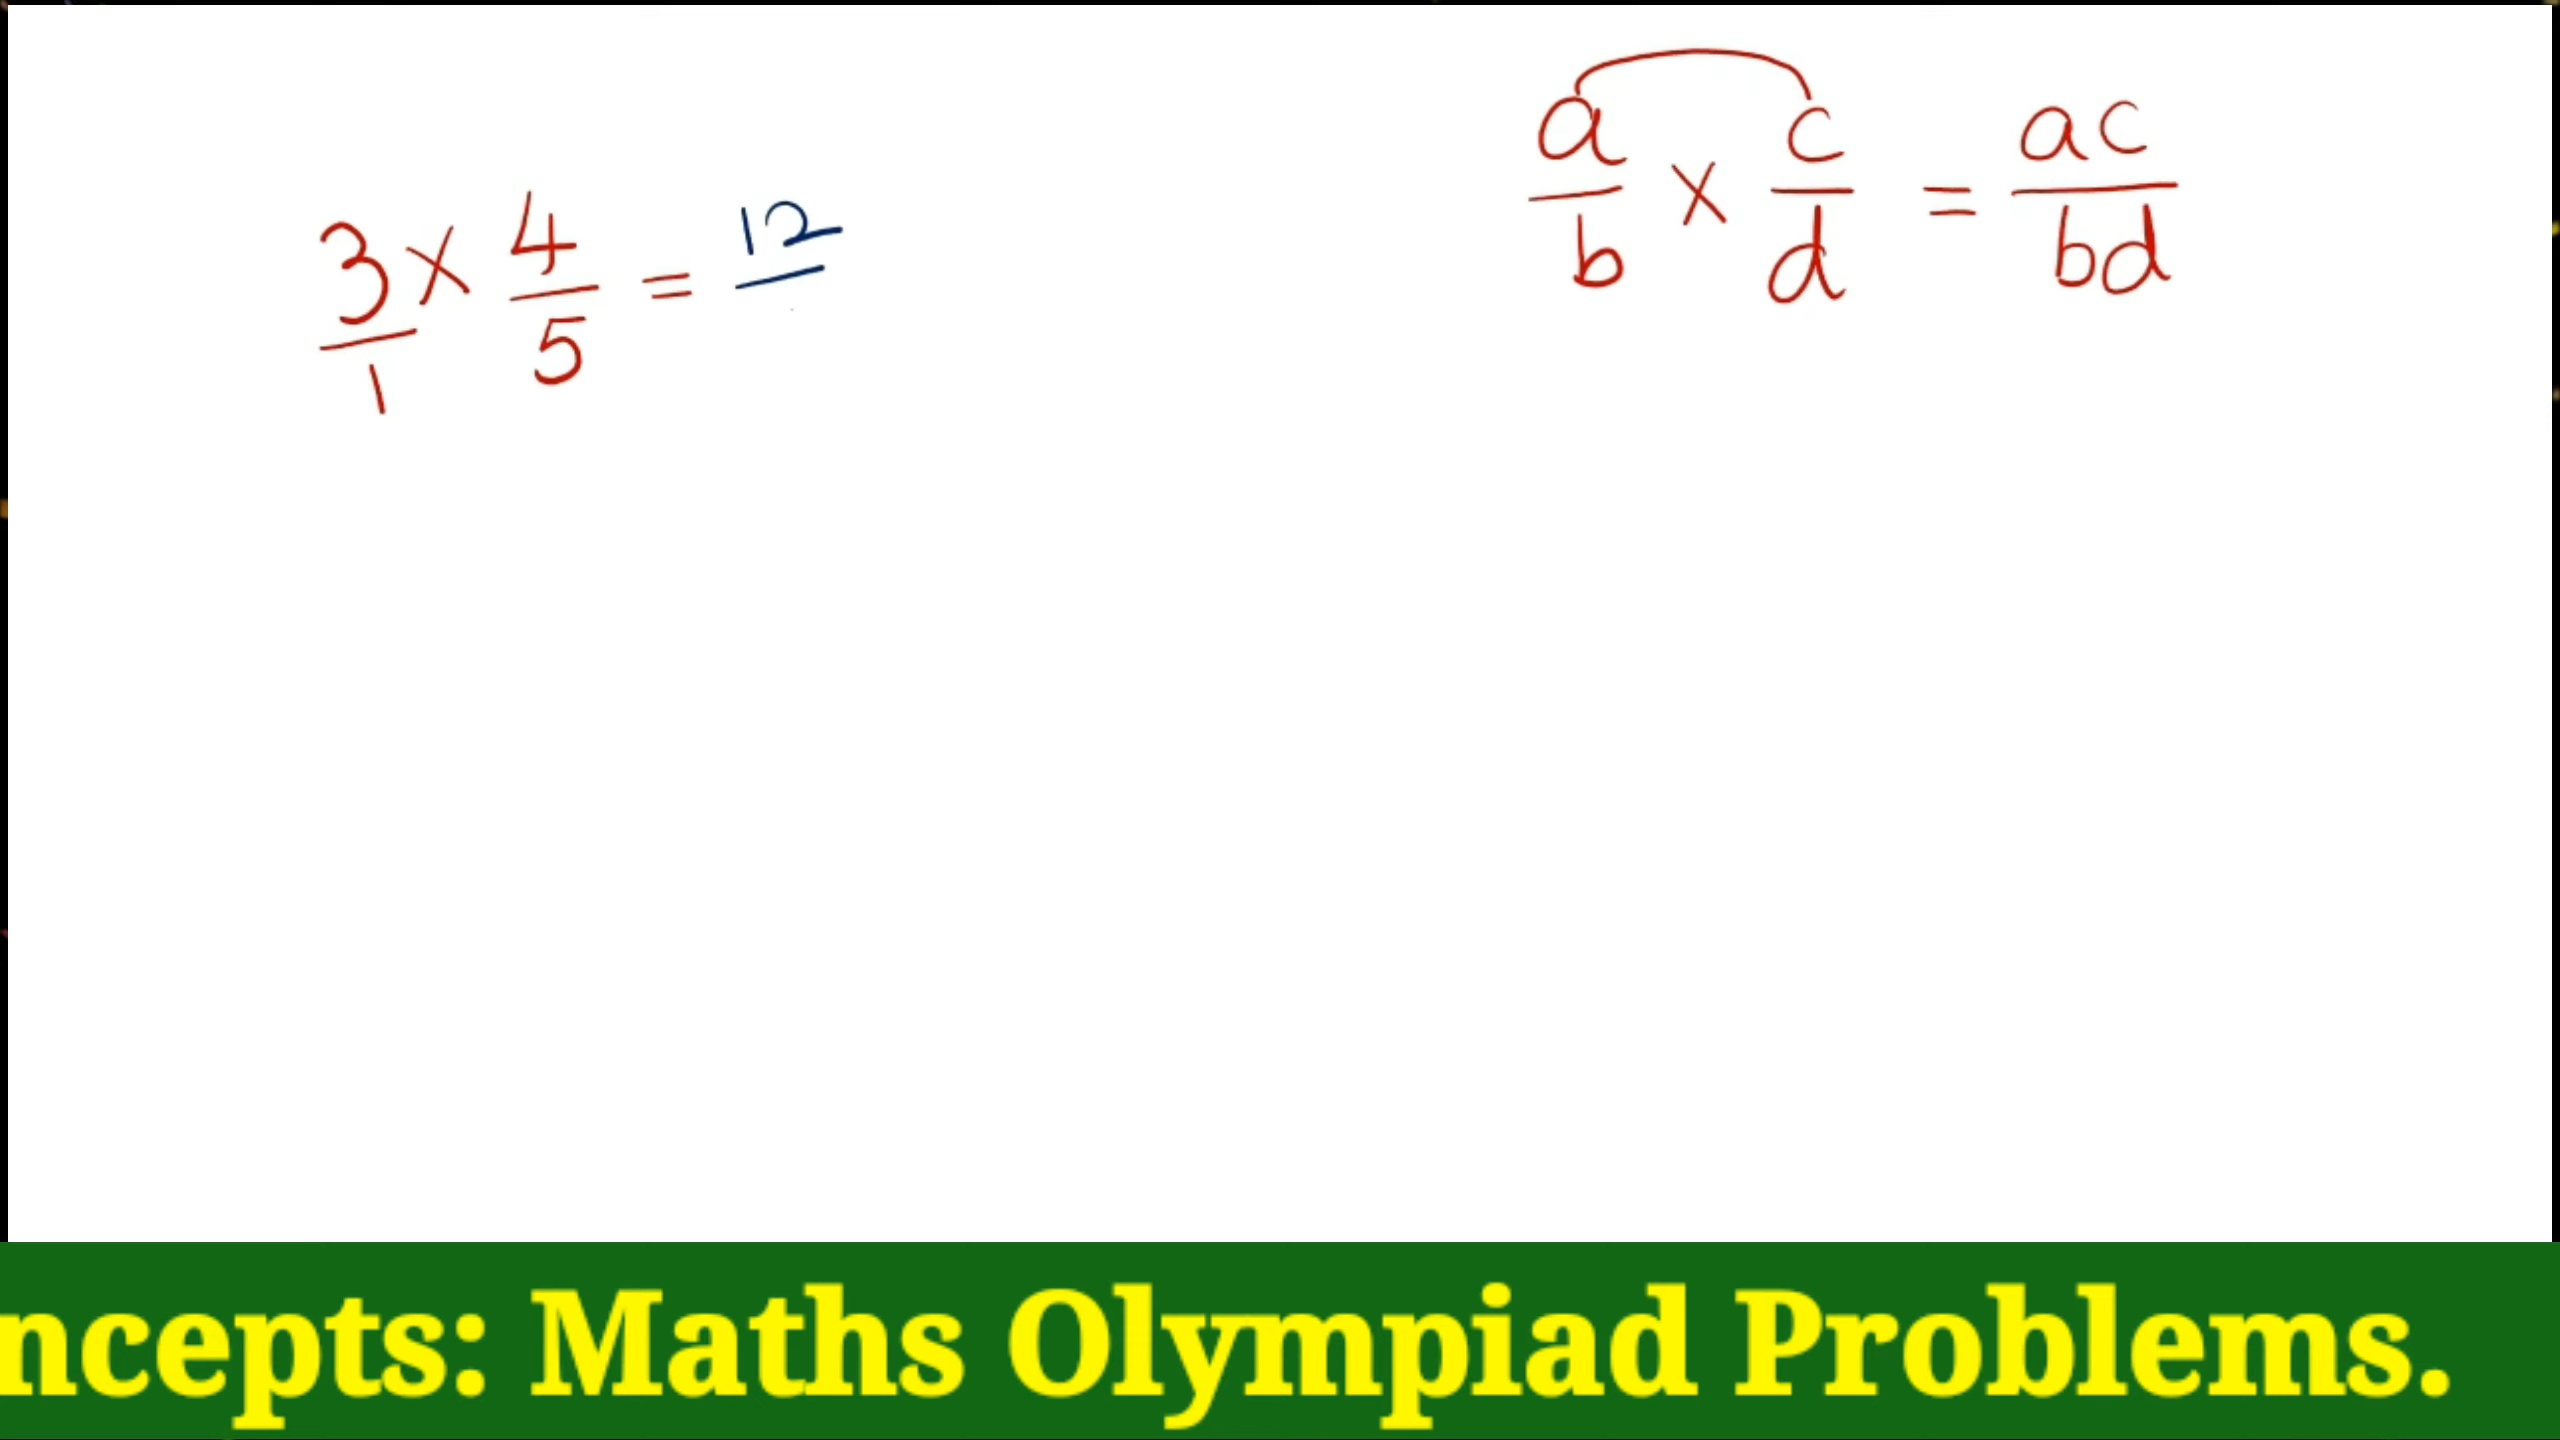 3/1 × 4/5 = 12/
a/b × c/d = ac/bd
ncepts: Maths Olympiad Problems.